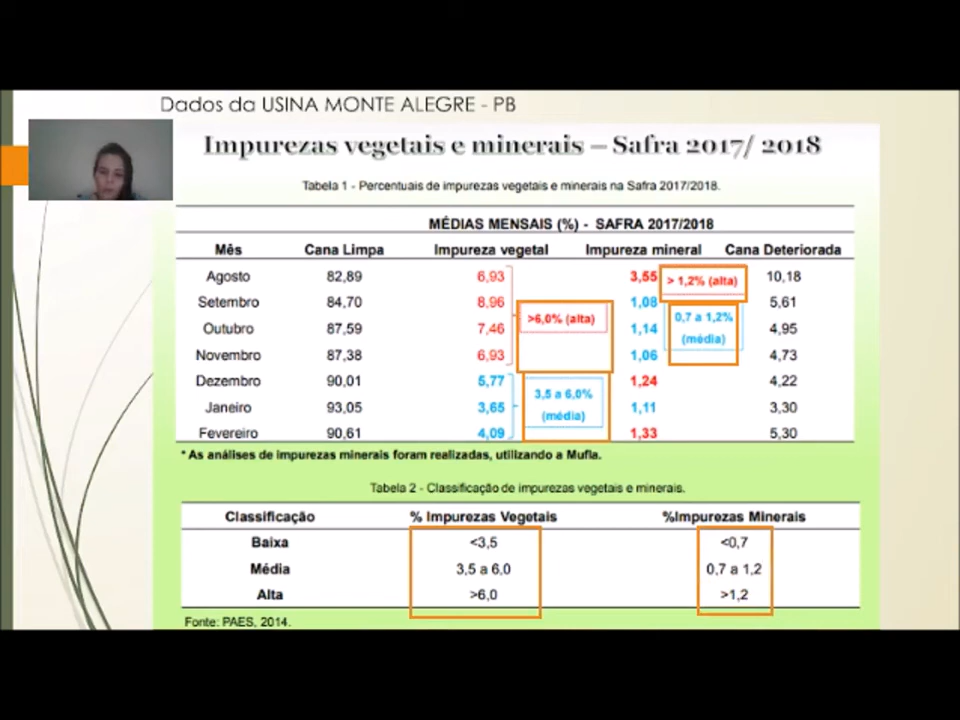 Dados da USINA MONTE ALEGRE - PB
Impurezas vegetais e minerais – Safra 2017/ 2018
Tabela 1 - Percentuais de impurezas vegetais e minerais na Safra 2017/2018.
MÉDIAS MENSAIS (%) - SAFRA 2017/2018
Mês Cana Limpa Impureza vegetal Impureza mineral Cana Deteriorada
Agosto 82,89 6,93 3,55 > 1,2% (alta) 10,18
Setembro 84,70 8,96 1,08 5,61
>6,0% (alta) 0,7 a 1,2%
Outubro 87,59 7,46 1,14 4,95
(média)
Novembro 87,38 6,93 1,06 4,73
Dezembro 90,01 5,77 1,24 4,22
3,5 a 6,0%
Janeiro 93,05 3,65 1,11 3,30
(média)
Fevereiro 90,61 4,09 1,33 5,30
* As análises de impurezas minerais foram realizadas, utilizando a Mufla.
Tabela 2 - Classificação de impurezas vegetais e minerais.
Classificação % Impurezas Vegetais %Impurezas Minerais
Baixa <3,5 <0,7
Média 3,5 a 6,0 0,7 a 1,2
Alta >6,0 >1,2
Fonte: PAES, 2014.